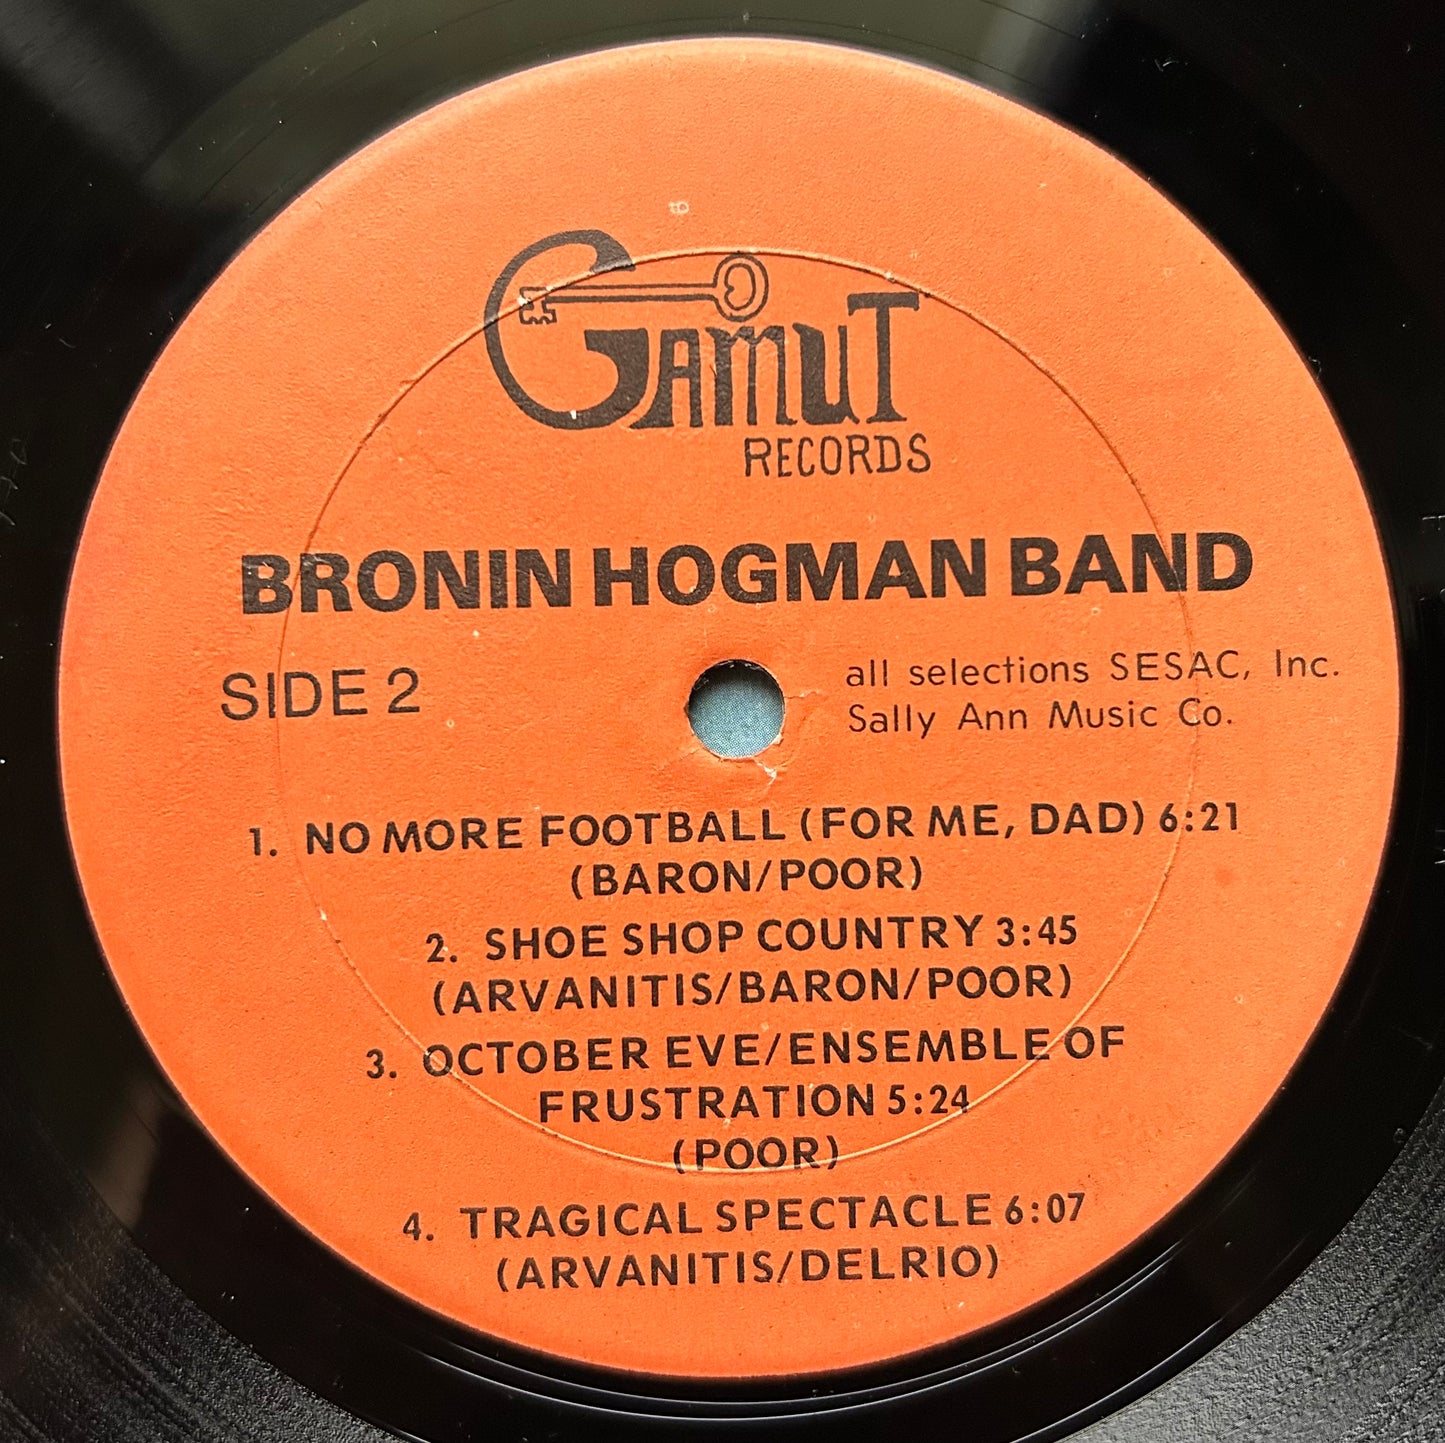 GAMUT
RECORDS
BRONIN HOGMAN BAND
SIDE 2
all selections SESAC, Inc.
Sally Ann Music Co.
1. NO MORE FOOTBALL (FOR ME, DAD) 6:21
(BARON/POOR)
2. SHOE SHOP COUNTRY 3:45
(ARVANITIS/BARON/POOR)
3. OCTOBER EVE/ENSEMBLE OF
FRUSTRATION 5:24
(POOR)
4. TRAGICAL SPECTACLE 6:07
(ARVANITIS/DELRIO)